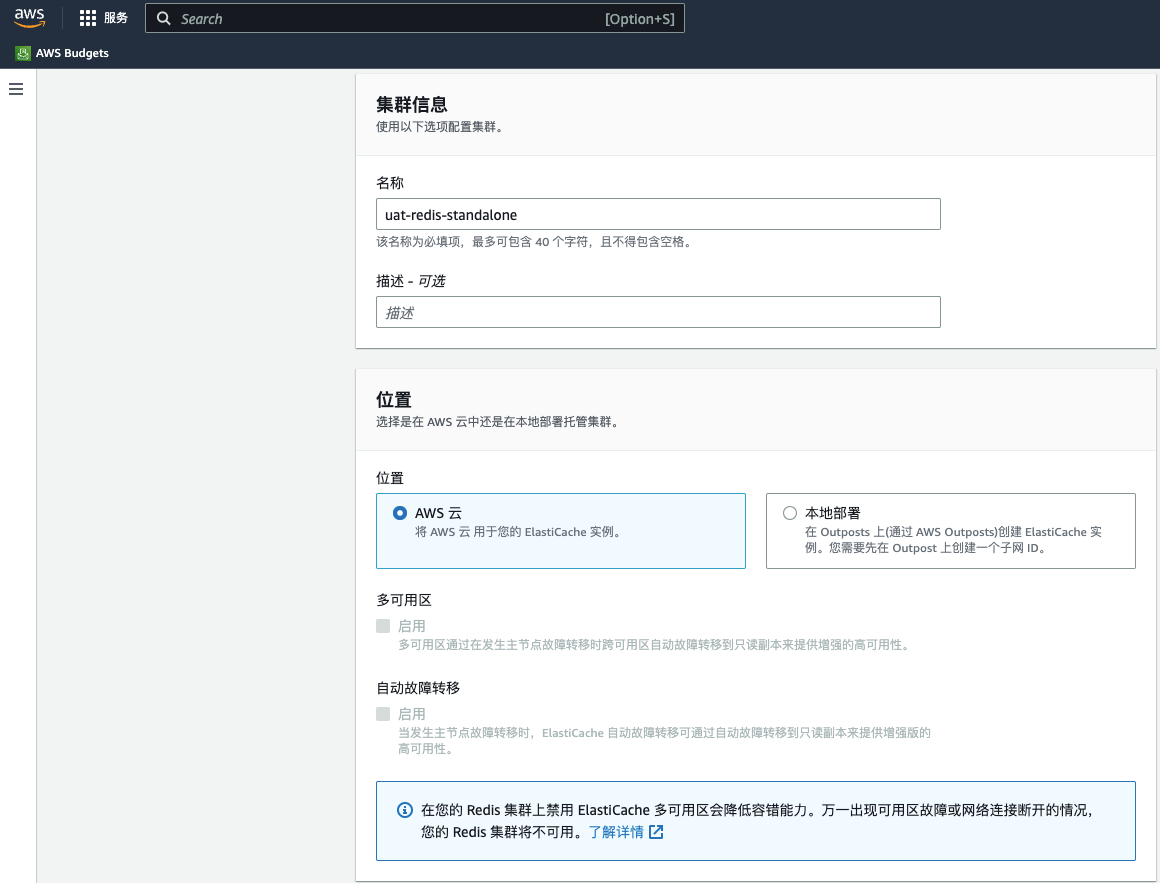 aws
服务
Search
[Option+S]
AWS Budgets
集群信息
使用以下选项配置集群。
名称
uat-redis-standalone
该名称为必填项，最多可包含 40 个字符，且不得包含空格。
描述 - 可选
描述
位置
选择是在 AWS 云中还是在本地部署托管集群。
位置
AWS 云
将 AWS 云 用于您的 ElastiCache 实例。
本地部署
在 Outposts 上(通过 AWS Outposts)创建 ElastiCache 实
例。您需要先在 Outpost 上创建一个子网 ID。
多可用区
启用
多可用区通过在发生主节点故障转移时跨可用区自动故障转移到只读副本来提供增强的高可用性。
自动故障转移
启用
当发生主节点故障转移时，ElastiCache 自动故障转移可通过自动故障转移到只读副本来提供增强版的
高可用性。
在您的 Redis 集群上禁用 ElastiCache 多可用区会降低容错能力。万一出现可用区故障或网络连接断开的情况，
您的 Redis 集群将不可用。了解详情